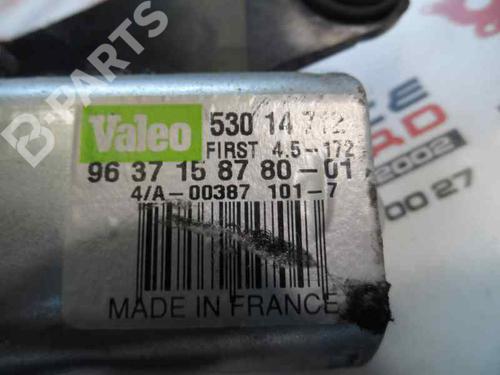 Valeo 530 14 712
FIRST 4.5-172
96 37 15 87 80-01
4/A-00387 101-7
MADE IN FRANCE
2002
00 27
B-PARTS